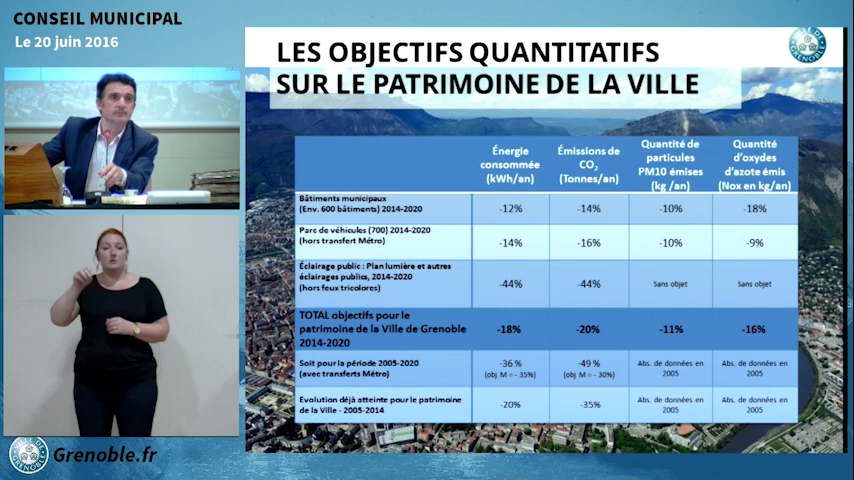 CONSEIL MUNICIPAL
Le 20 juin 2016
LES OBJECTIFS QUANTITATIFS
SUR LE PATRIMOINE DE LA VILLE
Énergie
consommée
(kWh/an)
Émissions de
CO2
(Tonnes/an)
Quantité de
particules
PM10 émises
(kg /an)
Quantité
d'oxydes
d'azote émis
(Nox en kg/an)
Bâtiments municipaux
(Env. 600 bâtiments) 2014-2020
-12%
-14%
-10%
-18%
Parc de véhicules (700) 2014-2020
(hors transfert Métro)
-14%
-16%
-10%
-9%
Éclairage public : Plan lumière et autres
éclairages publics, 2014-2020
(hors feux tricolores)
-44%
-44%
Sans objet
Sans objet
TOTAL objectifs pour le
patrimoine de la Ville de Grenoble
2014-2020
-18%
-20%
-11%
-16%
Soit pour la période 2005-2020
(avec transferts Métro)
-36 %
(obj M = - 35%)
-49 %
(obj M = - 30%)
Abs. de données en
2005
Abs. de données en
2005
Evolution déjà atteinte pour le patrimoine
de la Ville - 2005-2014
-20%
-35%
Abs. de données en
2005
Abs. de données en
2005
Grenoble.fr